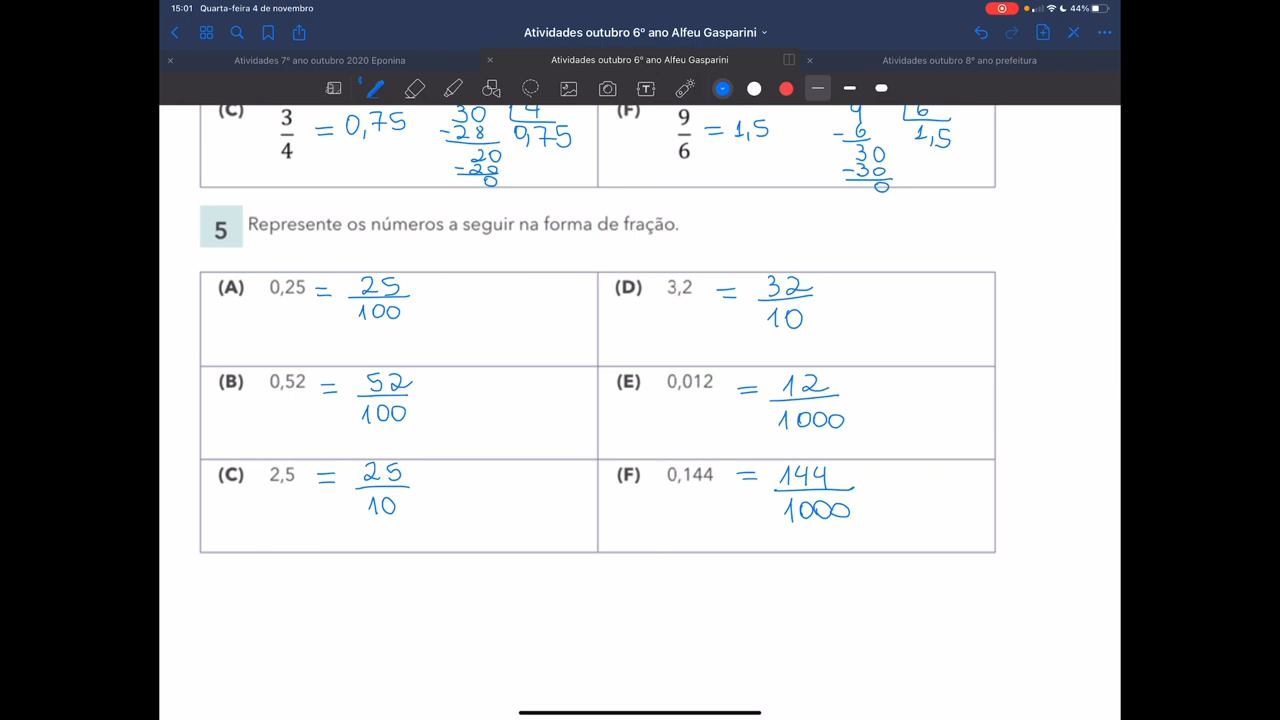 15:01 Quarta-feira 4 de novembro 44%
Atividades outubro 6º ano Alfeu Gasparini
Atividades 7º ano outubro 2020 Eponina
Atividades outubro 6º ano Alfeu Gasparini
Atividades outubro 8º ano prefeitura
(C) 3/4 = 0,75
30 4
-28 0,75
20
-20
0
(F) 9/6 = 1,5
9 6
-6 1,5
30
-30
0
5 Represente os números a seguir na forma de fração.
(A) 0,25 = 25/100
(D) 3,2 = 32/10
(B) 0,52 = 52/100
(E) 0,012 = 12/1000
(C) 2,5 = 25/10
(F) 0,144 = 144/1000